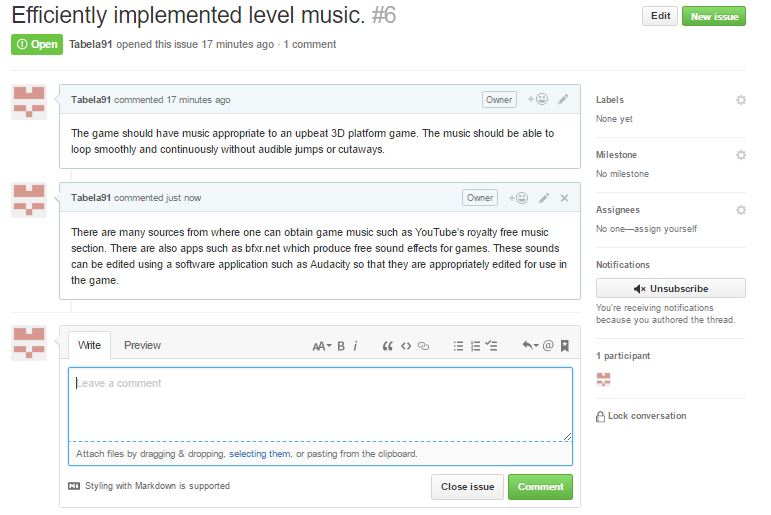 Efficiently implemented level music. #6
Edit
New issue
Open
Tabela91 opened this issue 17 minutes ago · 1 comment
Tabela91 commented 17 minutes ago
Owner
The game should have music appropriate to an upbeat 3D platform game. The music should be able to
loop smoothly and continuously without audible jumps or cutaways.
Tabela91 commented just now
Owner
There are many sources from where one can obtain game music such as YouTube's royalty free music
section. There are also apps such as bfxr.net which produce free sound effects for games. These sounds
can be edited using a software application such as Audacity so that they are appropriately edited for use in
the game.
Write
Preview
AA B i
Leave a comment
Attach files by dragging & dropping, selecting them, or pasting from the clipboard.
Styling with Markdown is supported
Close issue
Comment
Labels
None yet
Milestone
No milestone
Assignees
No one—assign yourself
Notifications
Unsubscribe
You're receiving notifications
because you authored the thread.
1 participant
Lock conversation